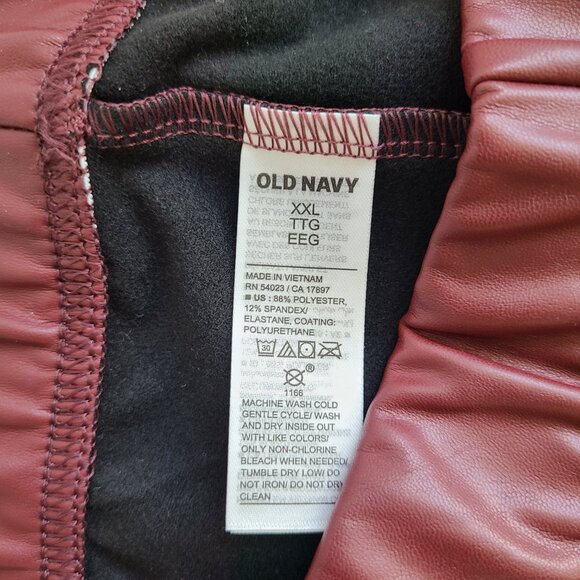 OLD NAVY
XXL
TTG
EEG
MADE IN VIETNAM
RN 54023 / CA 17897
■ US : 88% POLYESTER,
12% SPANDEX/
ELASTANE, COATING:
POLYURETHANE
30
®
1166
MACHINE WASH COLD
GENTLE CYCLE/ WASH
AND DRY INSIDE OUT
WITH LIKE COLORS/
ONLY NON-CHLORINE
BLEACH WHEN NEEDED/
TUMBLE DRY LOW/ DO
NOT IRON/ DO NOT DRY
CLEAN